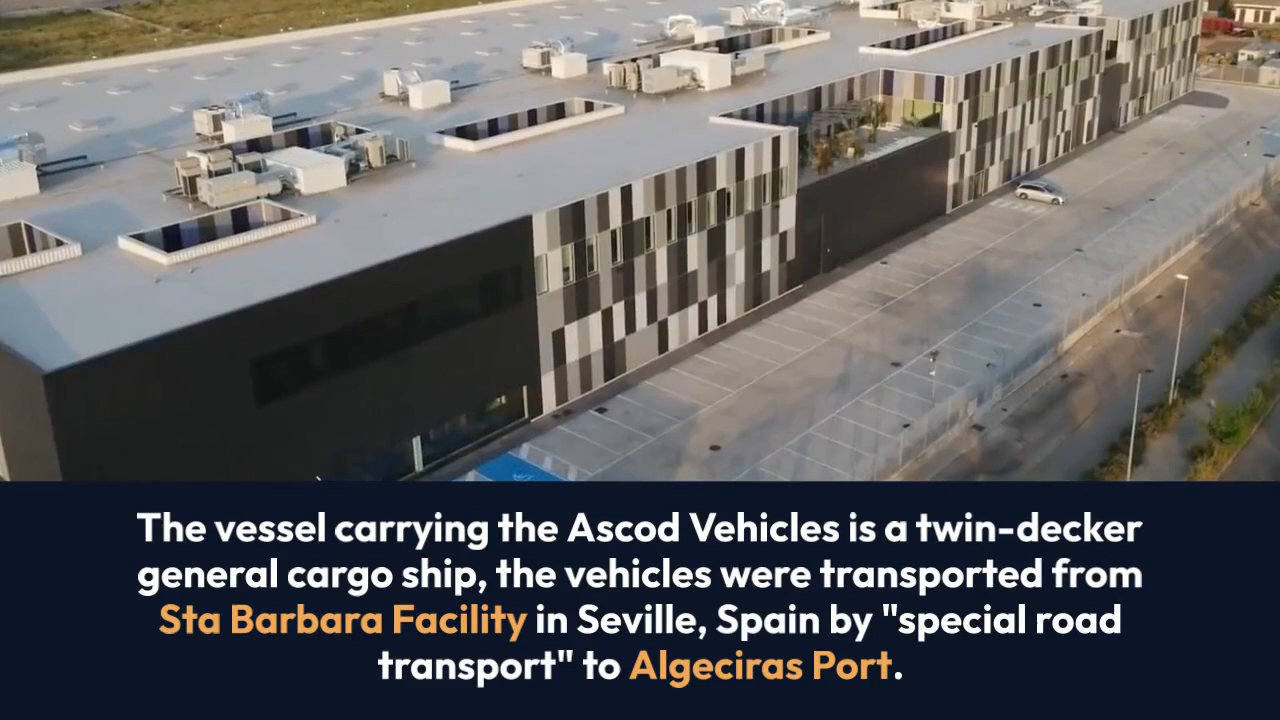 The vessel carrying the Ascod Vehicles is a twin-decker
general cargo ship, the vehicles were transported from
Sta Barbara Facility in Seville, Spain by "special road
transport" to Algeciras Port.